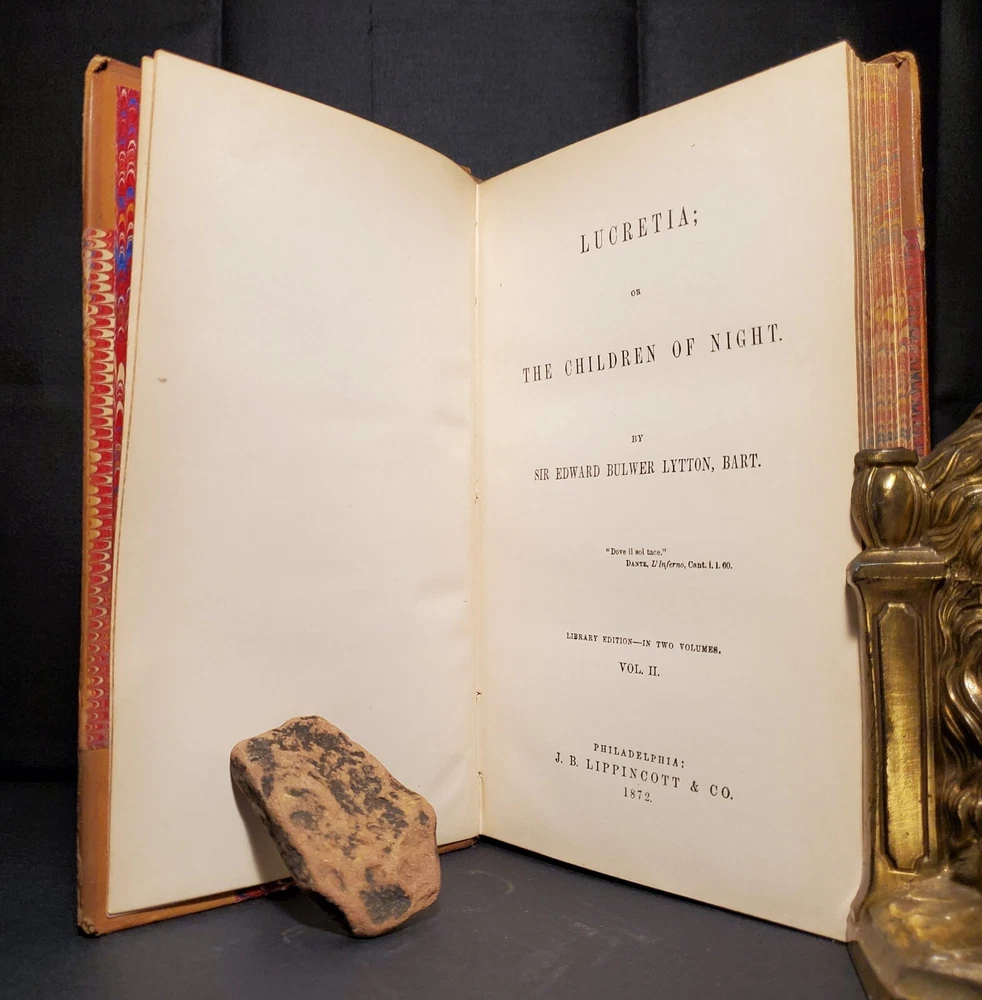 LUCRETIA;
OR
THE CHILDREN OF NIGHT.
BY
SIR EDWARD BULWER LYTTON, BART.
"Dove il sol tace."
DANTE, L'Inferno, Cant. i. l. 60.
LIBRARY EDITION—IN TWO VOLUMES.
VOL. II.
PHILADELPHIA:
J. B. LIPPINCOTT & CO.
1872.